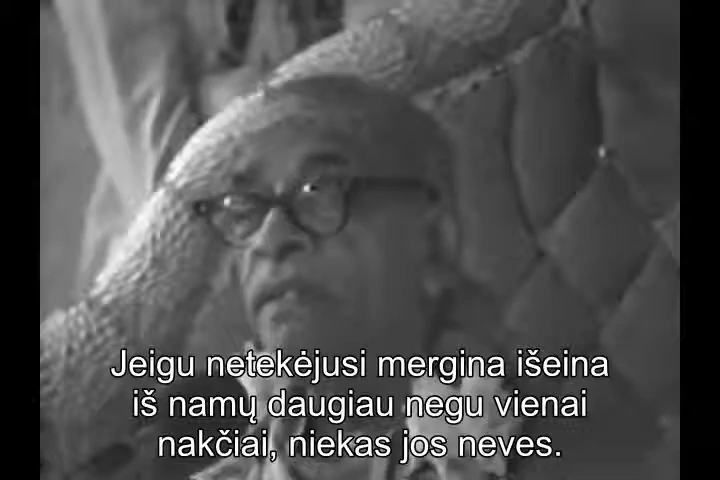 Jeigu netekėjusi mergina išeina
iš namų daugiau negu vienai
nakčiai, niekas jos neves.